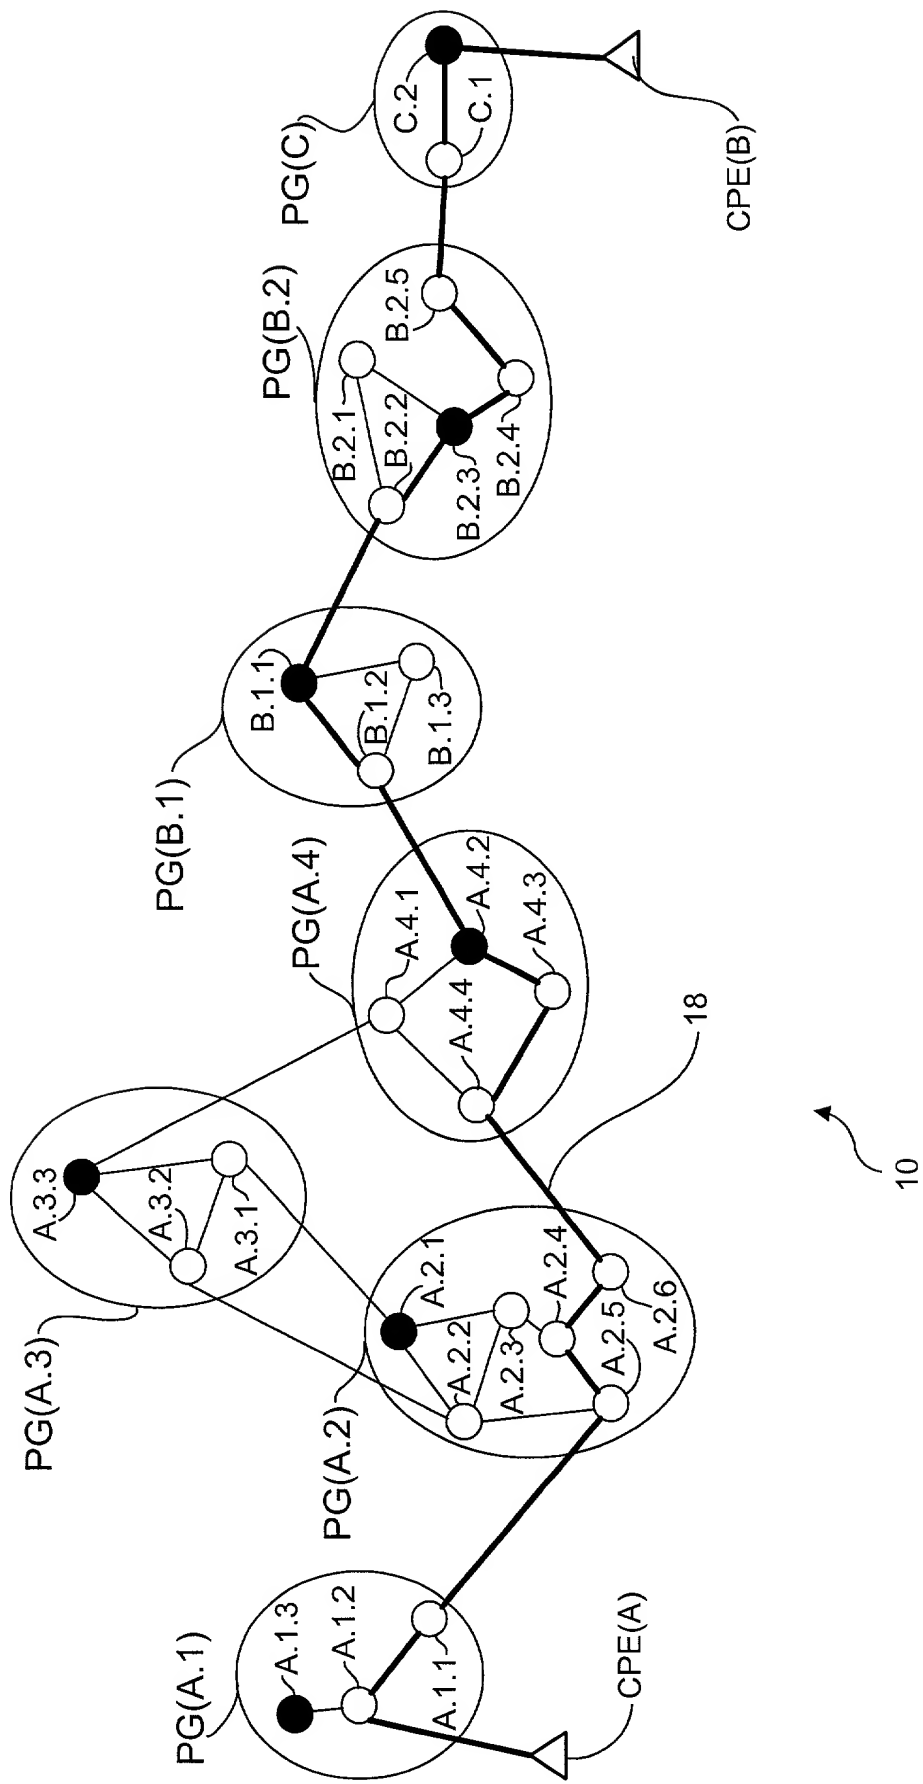 PG(A.1)
A.1.3
A.1.2
A.1.1
CPE(A)
PG(A.2)
A.2.1
A.2.2
A.2.3
A.2.4
A.2.5
A.2.6
PG(A.3)
A.3.3
A.3.2
A.3.1
18
10
PG(A.4)
A.4.1
A.4.4
A.4.2
A.4.3
PG(B.1)
B.1.1
B.1.2
B.1.3
PG(B.2)
B.2.1
B.2.2
B.2.3
B.2.4
B.2.5
PG(C)
C.2
C.1
CPE(B)